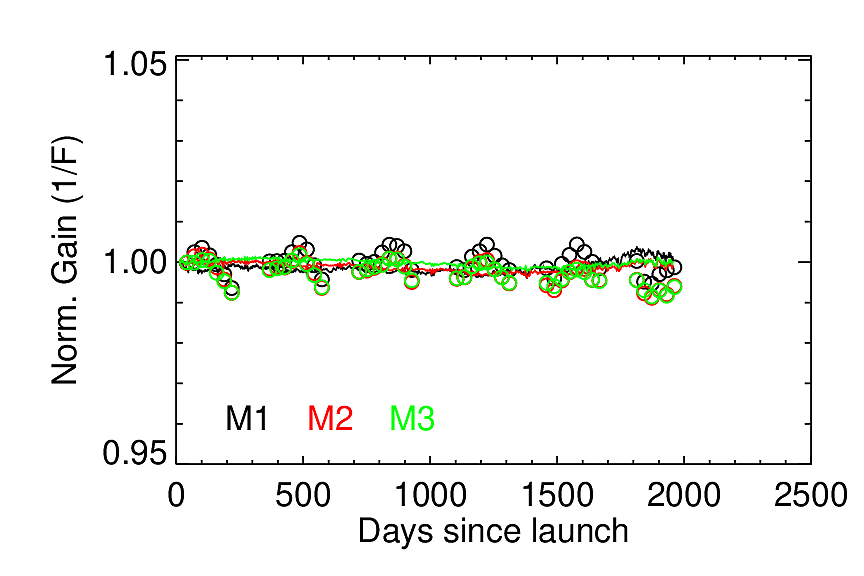 1.05
1.00
0.95
Norm. Gain (1/F)
M1 M2 M3
0 500 1000 1500 2000 2500
Days since launch